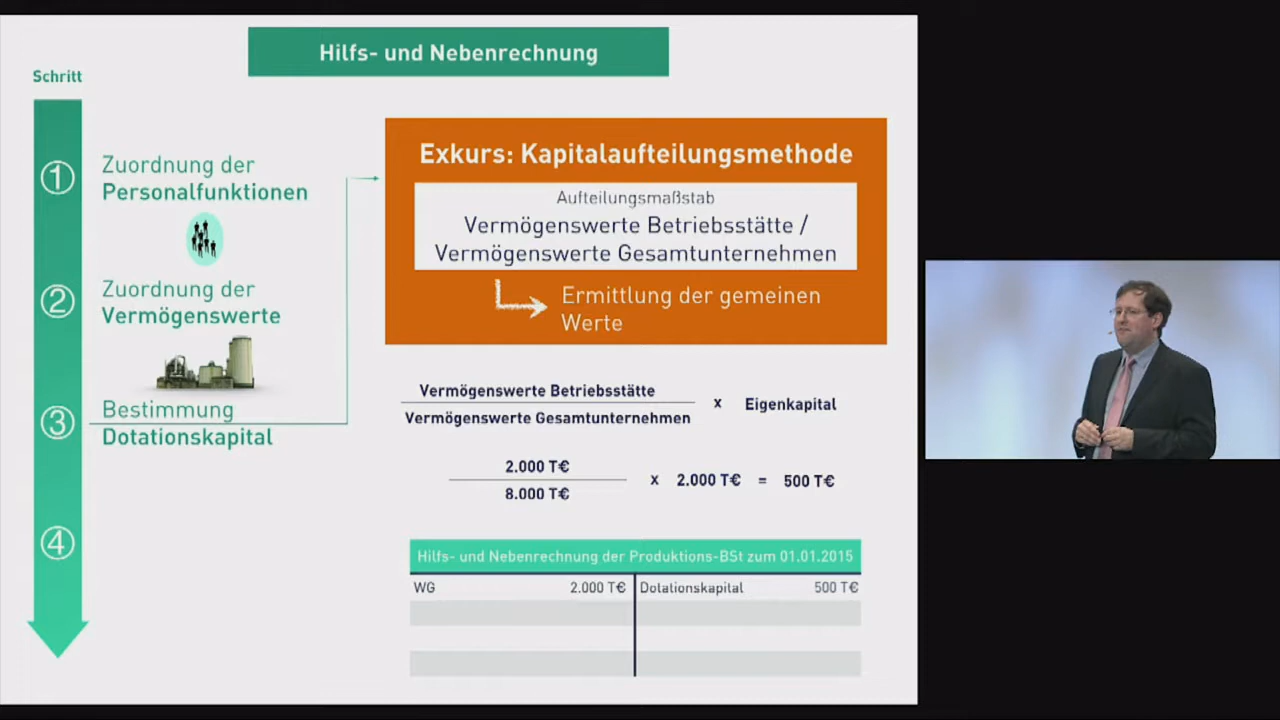 Hilfs- und Nebenrechnung
Schritt
1
Zuordnung der
Personalfunktionen
2
Zuordnung der
Vermögenswerte
3
Bestimmung
Dotationskapital
4
Exkurs: Kapitalaufteilungsmethode
Aufteilungsmaßstab
Vermögenswerte Betriebsstätte /
Vermögenswerte Gesamtunternehmen
Ermittlung der gemeinen
Werte
Vermögenswerte Betriebsstätte
Vermögenswerte Gesamtunternehmen
x Eigenkapital
2.000 T€
8.000 T€
x 2.000 T€ = 500 T€
Hilfs- und Nebenrechnung der Produktions-BSt zum 01.01.2015
WG 2.000 T€ Dotationskapital 500 T€